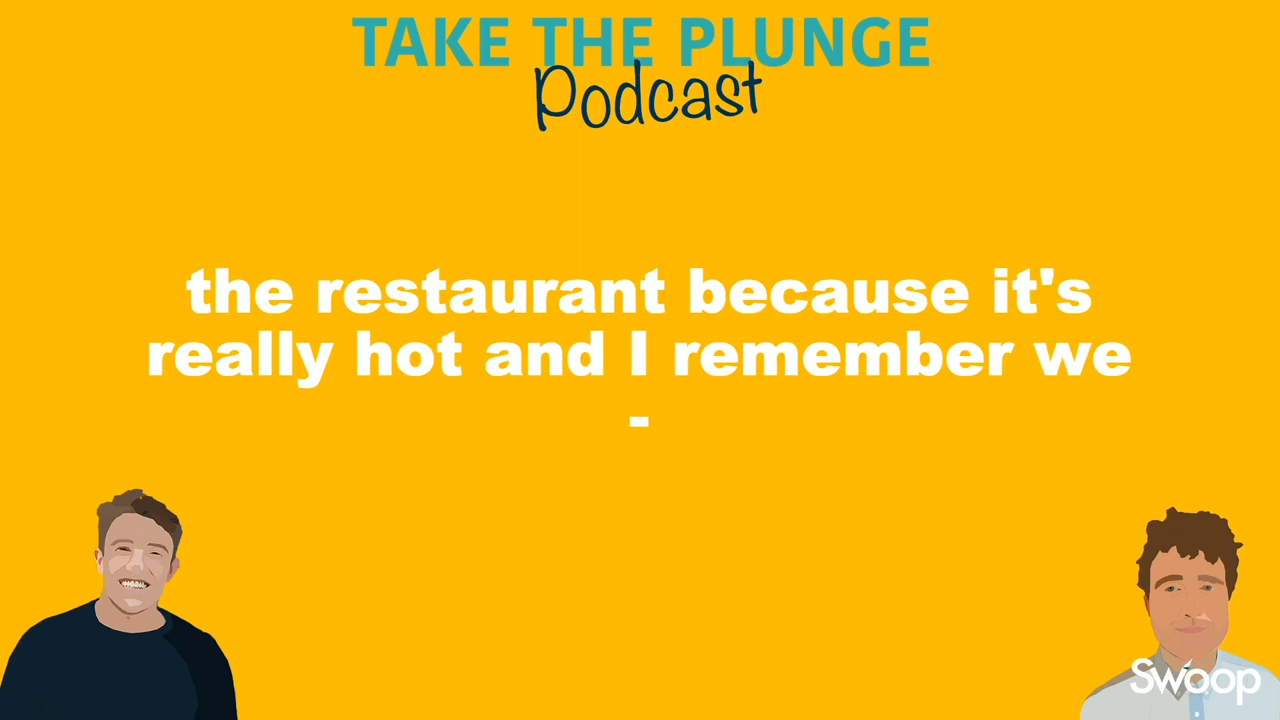 TAKE THE PLUNGE
Podcast
the restaurant because it's
really hot and I remember we
-
Swoop